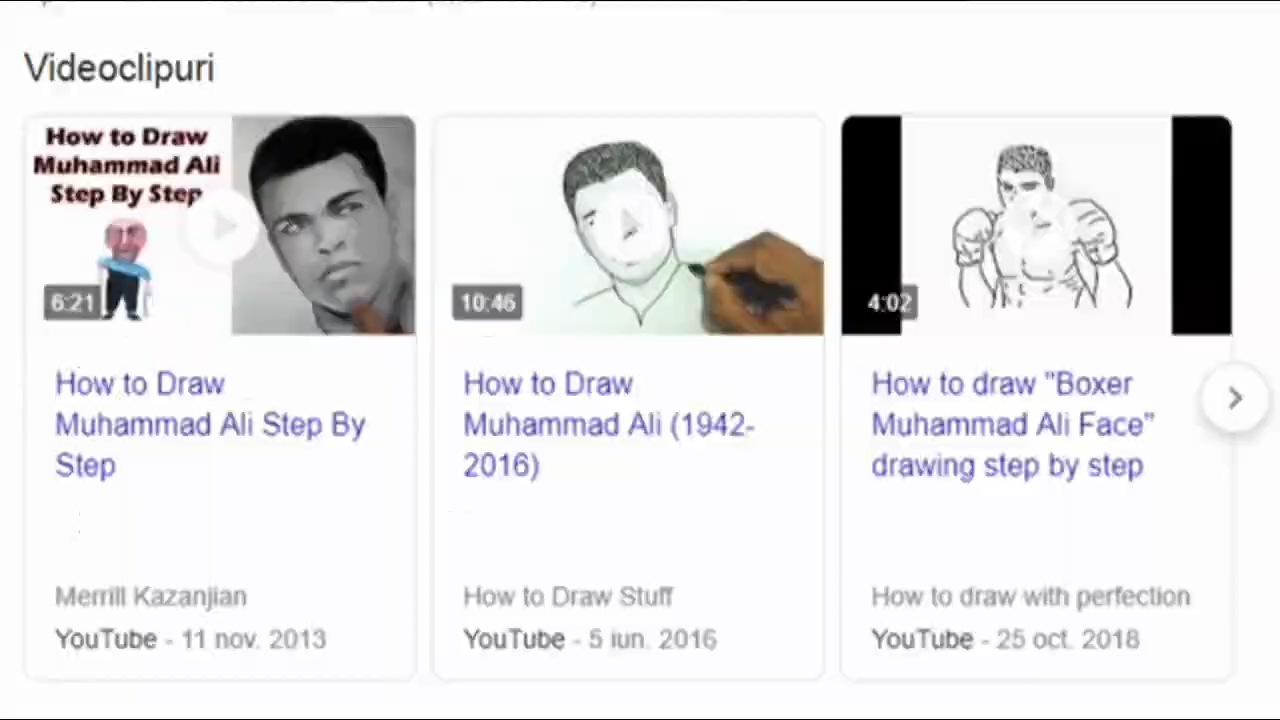 Videoclipuri
How to Draw
Muhammad Ali
Step By Step
6:21
How to Draw
Muhammad Ali Step By
Step
Merrill Kazanjian
YouTube - 11 nov. 2013
10:46
How to Draw
Muhammad Ali (1942-
2016)
How to Draw Stuff
YouTube - 5 iun. 2016
4:02
How to draw "Boxer
Muhammad Ali Face"
drawing step by step
How to draw with perfection
YouTube - 25 oct. 2018